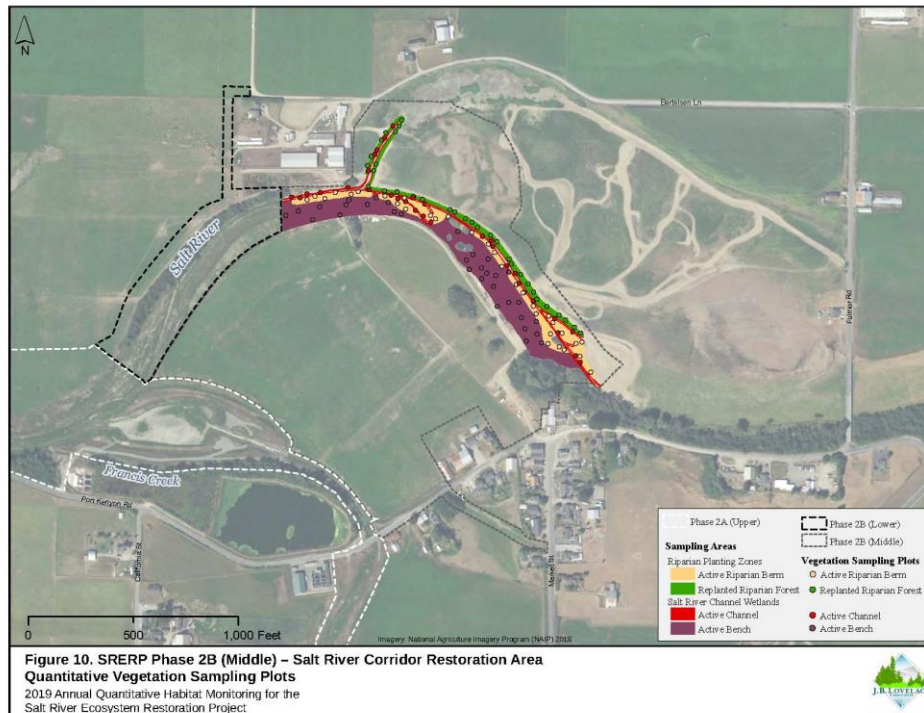 N
Bertelsen Ln
Salt River
Fulmor Rd
Francis Creek
Port Kenyon Rd
California St
Market St
Phase 2A (Upper)
Phase 2B (Lower)
Phase 2B (Middle)
Sampling Areas
Vegetation Sampling Plots
Riparian Planting Zones
Active Riparian Berm
Active Riparian Berm
Replanted Riparian Forest
Replanted Riparian Forest
Salt River Channel Wetlands
Active Channel
Active Channel
Active Bench
Active Bench
0 500 1,000 Feet
Imagery: National Agriculture Imagery Program (NAIP) 2018
Figure 10. SRERP Phase 2B (Middle) – Salt River Corridor Restoration Area
Quantitative Vegetation Sampling Plots
2019 Annual Quantitative Habitat Monitoring for the
Salt River Ecosystem Restoration Project
J.B. LOVELAC